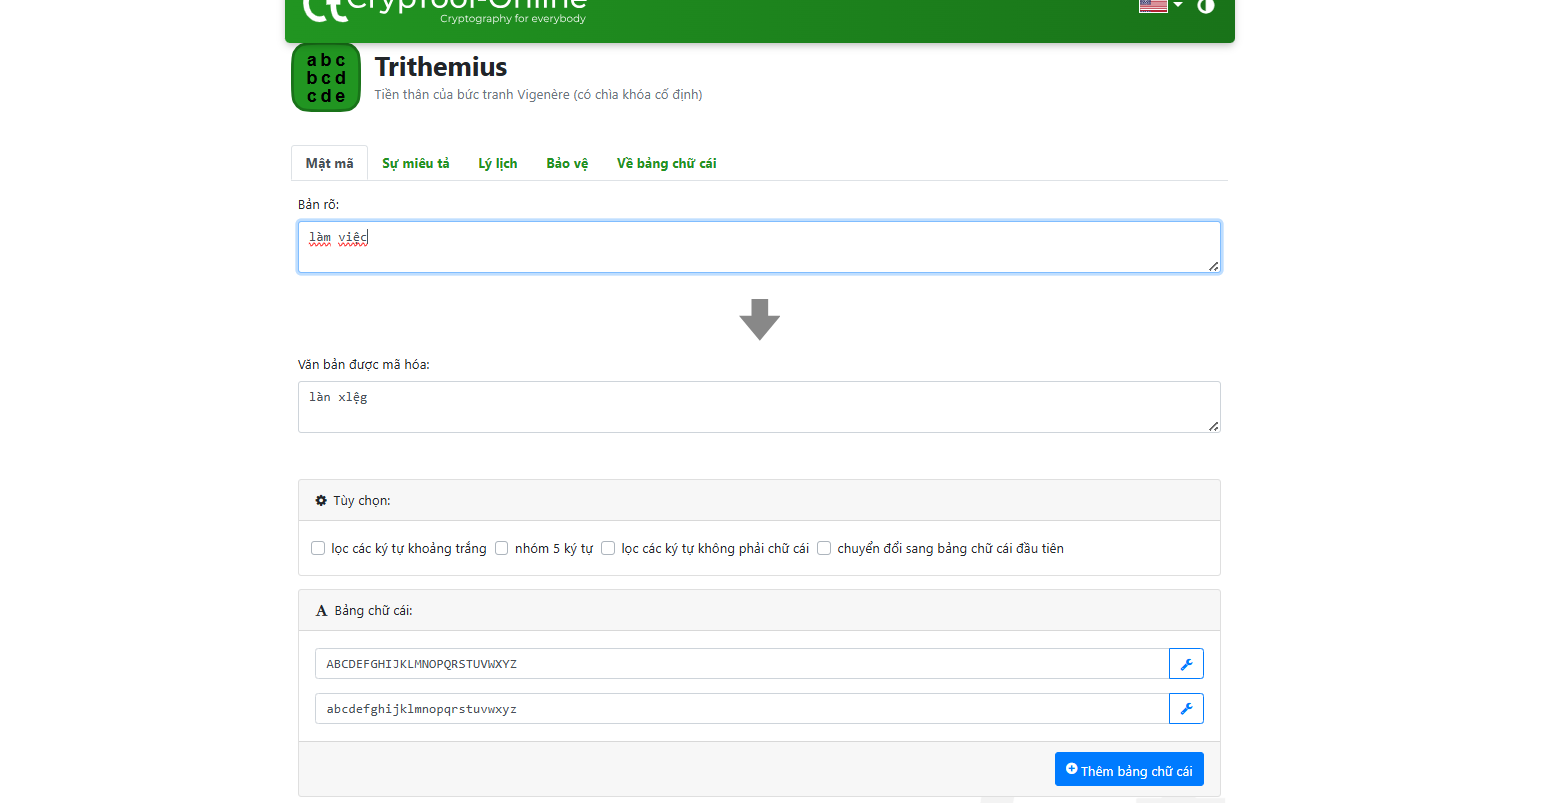 CrypTool-Online
Cryptography for everybody
a b c
b c d
c d e
Trithemius
Tiền thân của bức tranh Vigenère (có chìa khóa cố định)
Mật mã Sự miêu tả Lý lịch Bảo vệ Về bảng chữ cái
Bản rõ:
làm việc
Văn bản được mã hóa:
làn xlệg
Tùy chọn:
lọc các ký tự khoảng trắng nhóm 5 ký tự lọc các ký tự không phải chữ cái chuyển đổi sang bảng chữ cái đầu tiên
A Bảng chữ cái:
ABCDEFGHIJKLMNOPQRSTUVWXYZ
abcdefghijklmnopqrstuvwxyz
Thêm bảng chữ cái